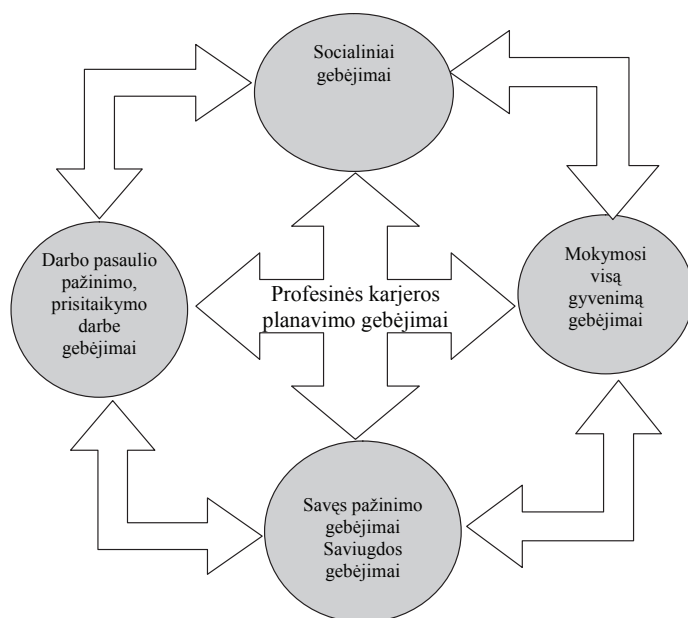 Socialiniai
gebėjimai
Darbo pasaulio
pažinimo,
prisitaikymo
darbe
gebėjimai
Profesinės karjeros
planavimo gebėjimai
Mokymosi
visą
gyvenimą
gebėjimai
Savęs pažinimo
gebėjimai
Saviugdos
gebėjimai